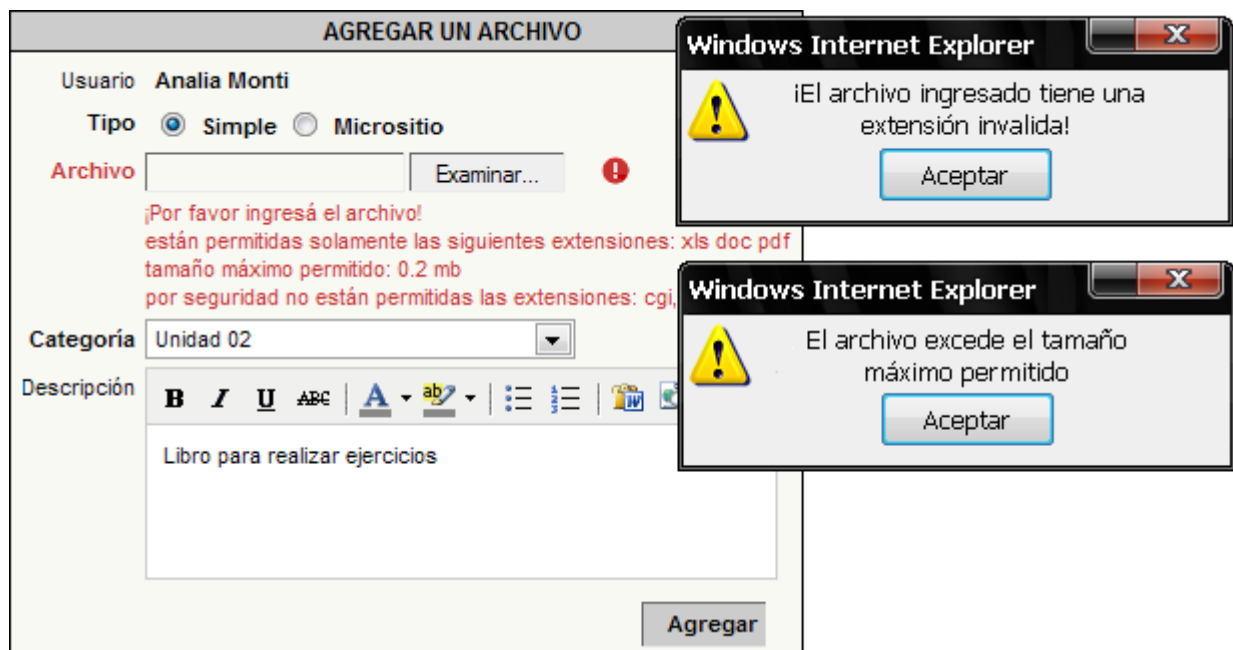 AGREGAR UN ARCHIVO
Usuario Analia Monti
Tipo Simple Micrositio
Archivo Examinar...
¡Por favor ingresá el archivo!
están permitidas solamente las siguientes extensiones: xls doc pdf
tamaño máximo permitido: 0.2 mb
por seguridad no están permitidas las extensiones: cgi,
Categoría Unidad 02
Descripción
B I U ABC A ab
Libro para realizar ejercicios
Agregar
Windows Internet Explorer
¡El archivo ingresado tiene una
extensión invalida!
Aceptar
Windows Internet Explorer
El archivo excede el tamaño
máximo permitido
Aceptar